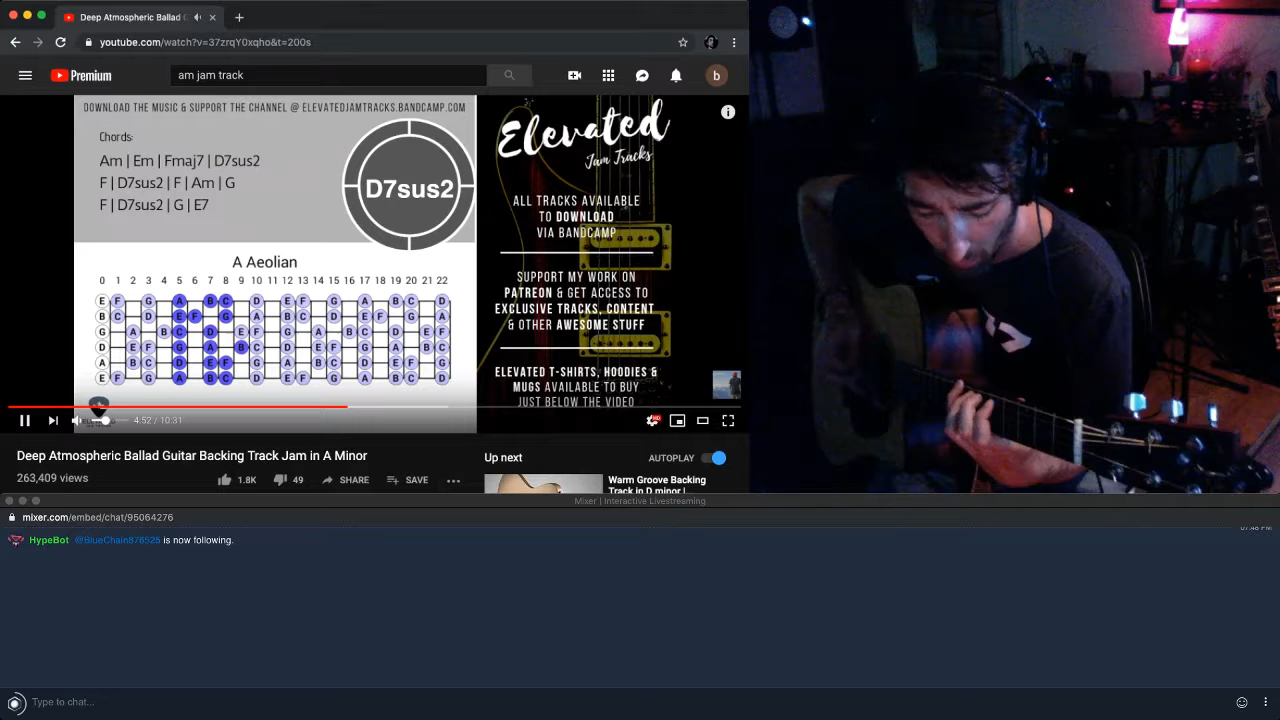 Deep Atmospheric Ballad G
youtube.com/watch?v=37zrqY0xqho&t=200s
Premium
am jam track
b
DOWNLOAD THE MUSIC & SUPPORT THE CHANNEL @ ELEVATEDJAMTRACKS.BANDCAMP.COM
Chords:
Am | Em | Fmaj7 | D7sus2
F | D7sus2 | F | Am | G
F | D7sus2 | G | E7
D7sus2
A Aeolian
0 1 2 3 4 5 6 7 8 9 10 11 12 13 14 15 16 17 18 19 20 21 22
E F G A B C D E F G A B C D
B C D E F G A B C D E F G A
G A B C D E F G A B C D E F
D E F G A B C D E F G A B C
A B C D E F G A B C D E F G
E F G A B C D E F G A B C D
4:52 / 10:31
Elevated
Jam Tracks
ALL TRACKS AVAILABLE
TO DOWNLOAD
VIA BANDCAMP
SUPPORT MY WORK ON
PATREON & GET ACCESS TO
EXCLUSIVE TRACKS, CONTENT
& OTHER AWESOME STUFF
ELEVATED T-SHIRTS, HOODIES &
MUGS AVAILABLE TO BUY
JUST BELOW THE VIDEO
HD
Deep Atmospheric Ballad Guitar Backing Track Jam in A Minor
263,409 views
1.8K
49
SHARE
SAVE
Up next
AUTOPLAY
Warm Groove Backing
Track in D minor |
Mixer | Interactive Livestreaming
mixer.com/embed/chat/95064276
07:48 PM
HypeBot @BlueChain876525 is now following.
Type to chat...